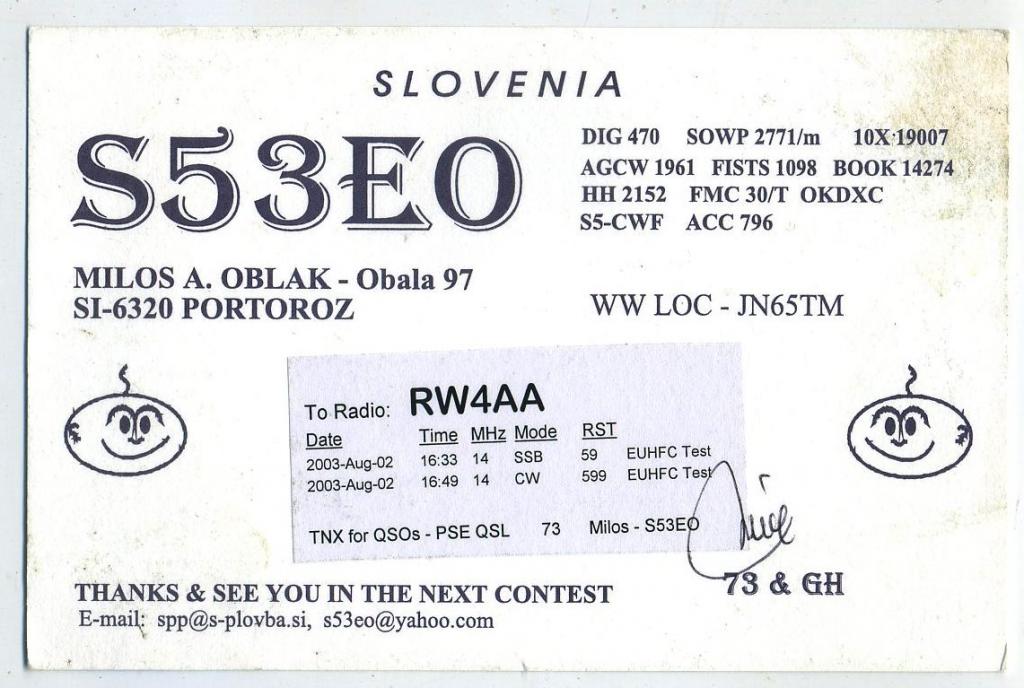 SLOVENIA
S53EO
DIG 470 SOWP 2771/m 10X 19007
AGCW 1961 FISTS 1098 BOOK 14274
HH 2152 FMC 30/T OKDXC
S5-CWF ACC 796
MILOS A. OBLAK - Obala 97
SI-6320 PORTOROZ
WW LOC - JN65TM
To Radio: RW4AA
Date Time MHz Mode RST
2003-Aug-02 16:33 14 SSB 59 EUHFC Test
2003-Aug-02 16:49 14 CW 599 EUHFC Test
TNX for QSOs - PSE QSL 73 Milos - S53EO
73 & GH
THANKS & SEE YOU IN THE NEXT CONTEST
E-mail: spp@s-plovba.si, s53eo@yahoo.com